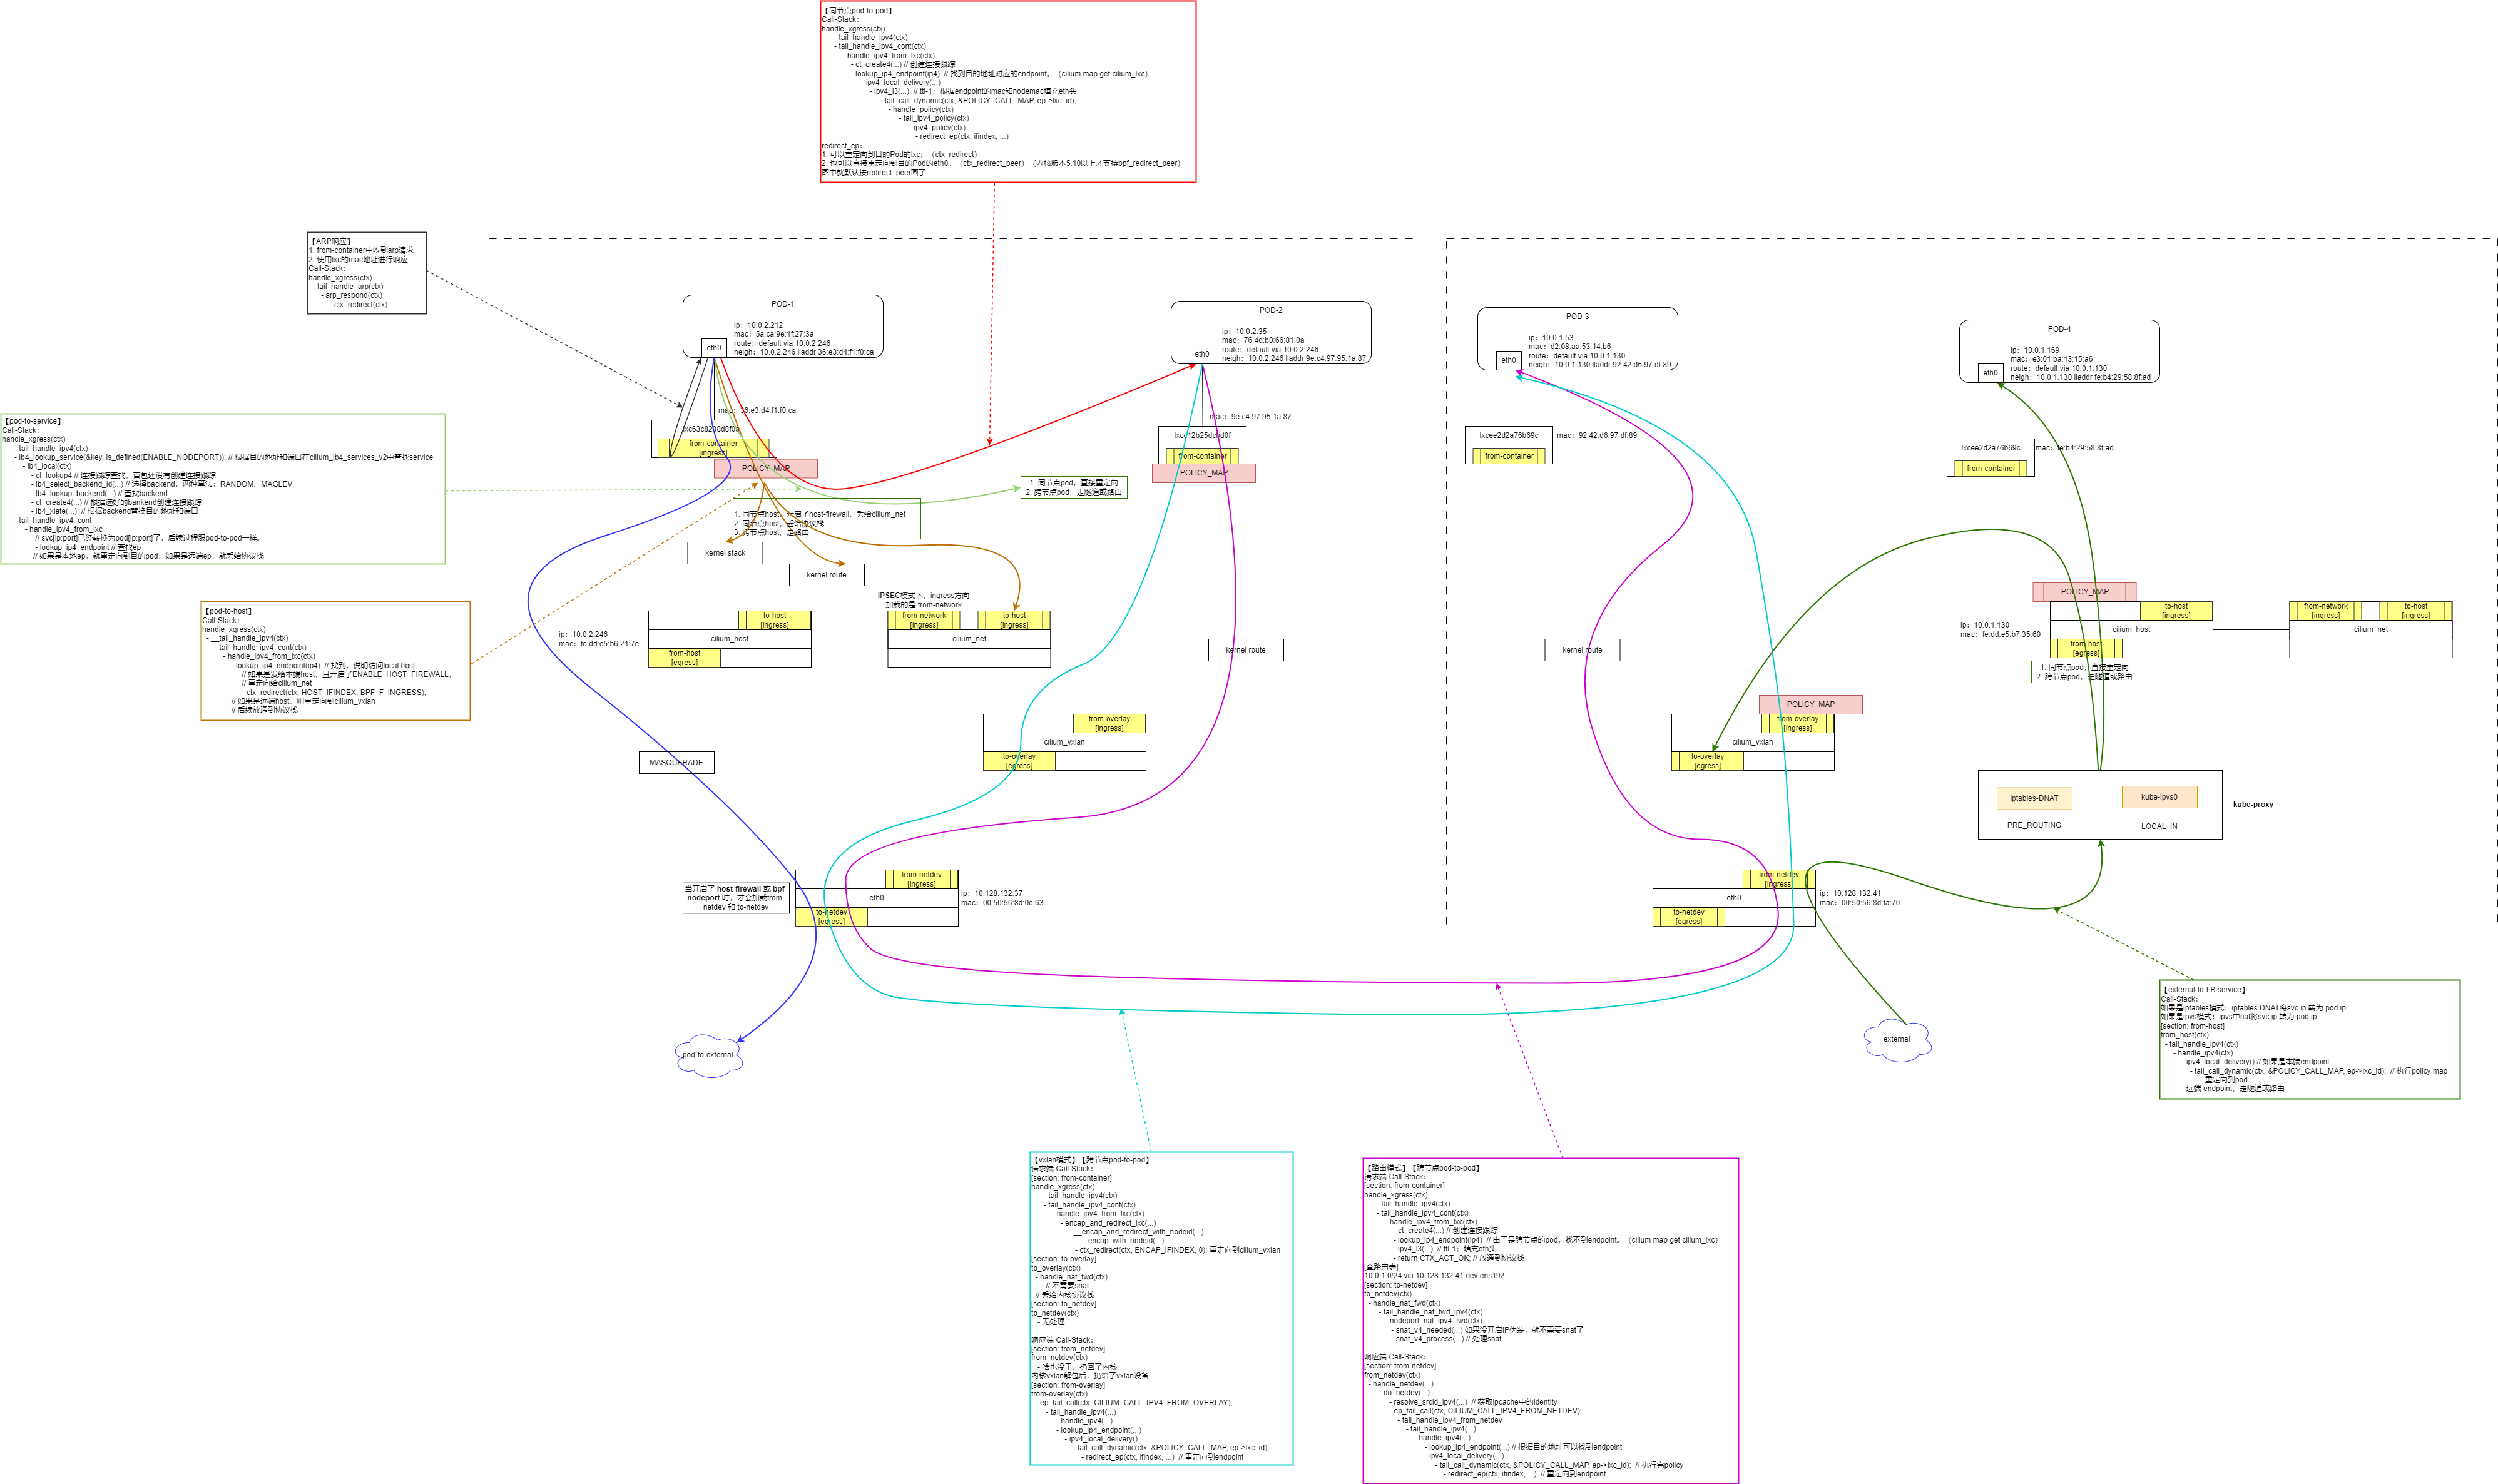 【同节点pod-to-pod】
Call-Stack：
handle_xgress(ctx)
- __tail_handle_ipv4(ctx)
- tail_handle_ipv4_cont(ctx)
- handle_ipv4_from_lxc(ctx)
- ct_create4(...) // 创建连接跟踪
- lookup_ip4_endpoint(ip4)  // 找到目的地址对应的endpoint。（cilium map get cilium_lxc）
- ipv4_local_delivery(...)
- ipv4_l3(...)  // ttl-1；根据endpoint的mac和nodemac填充eth头
- tail_call_dynamic(ctx, &POLICY_CALL_MAP, ep->lxc_id);
- handle_policy(ctx)
- tail_ipv4_policy(ctx)
- ipv4_policy(ctx)
- redirect_ep(ctx, ifindex, ...)
redirect_ep：
1. 可以重定向到目的Pod的lxc；（ctx_redirect）
2. 也可以直接重定向到目的Pod的eth0。（ctx_redirect_peer）（内核版本5.10以上才支持bpf_redirect_peer）
图中就默认按redirect_peer画了
【ARP响应】
1. from-container中收到arp请求
2. 使用lxc的mac地址进行响应
Call-Stack：
handle_xgress(ctx)
- tail_handle_arp(ctx)
- arp_respond(ctx)
- ctx_redirect(ctx)
POD-1
ip：10.0.2.212
mac：5a:ca:9e:1f:27:3a
route：default via 10.0.2.246
neigh：10.0.2.246 lladdr 36:e3:d4:f1:f0:ca
eth0
mac：36:e3:d4:f1:f0:ca
lxc63c8238d8f0a
from-container
[ingress]
POLICY_MAP
POD-2
ip：10.0.2.35
mac：76:4d:b0:66:81:0a
route：default via 10.0.2.246
neigh：10.0.2.246 lladdr 9e:c4:97:95:1a:87
eth0
mac：9e:c4:97:95:1a:87
lxcc12b25dcbd0f
from-container
POLICY_MAP
POD-3
ip：10.0.1.53
mac：d2:08:aa:53:14:b6
route：default via 10.0.1.130
neigh：10.0.1.130 lladdr 92:42:d6:97:df:89
eth0
lxcee2d2a76b69c
mac：92:42:d6:97:df:89
from-container
POD-4
ip：10.0.1.169
mac：e3:01:ba:13:15:a6
route：default via 10.0.1.130
neigh：10.0.1.130 lladdr fe:b4:29:58:8f:ad
eth0
lxcee2d2a76b69c
mac：fe:b4:29:58:8f:ad
from-container
【pod-to-service】
Call-Stack：
handle_xgress(ctx)
- __tail_handle_ipv4(ctx)
- lb4_lookup_service(&key, is_defined(ENABLE_NODEPORT)); // 根据目的地址和端口在cilium_lb4_services_v2中查找service
- lb4_local(ctx)
- ct_lookup4 // 连接跟踪查找，首包还没有创建连接跟踪
- lb4_select_backend_id(...) // 选择backend，两种算法：RANDOM、MAGLEV
- lb4_lookup_backend(...) // 查找backend
- ct_create4(...) // 根据选好的bankend创建连接跟踪
- lb4_xlate(...)  // 根据backend替换目的地址和端口
- tail_handle_ipv4_cont
- handle_ipv4_from_lxc
// svc[ip:port]已经转换为pod[ip:port]了，后续过程跟pod-to-pod一样。
- lookup_ip4_endpoint // 查找ep
// 如果是本地ep，就重定向到目的pod；如果是远端ep，就丢给协议栈
1. 同节点pod，直接重定向
2. 跨节点pod，走隧道或路由
1. 同节点host，开启了host-firewall，丢给cilium_net
2. 同节点host，丢给协议栈
3. 跨节点host，走路由
kernel stack
kernel route
【pod-to-host】
Call-Stack：
handle_xgress(ctx)
- __tail_handle_ipv4(ctx)
- tail_handle_ipv4_cont(ctx)
- handle_ipv4_from_lxc(ctx)
- lookup_ip4_endpoint(ip4)  // 找到，说明访问local host
// 如果是发给本端host，且开启了ENABLE_HOST_FIREWALL，
// 重定向给cilium_net
- ctx_redirect(ctx, HOST_IFINDEX, BPF_F_INGRESS);
// 如果是远端host，则重定向到cilium_vxlan
// 后续放通到协议栈
IPSEC模式下，ingress方向
加载的是 from-network
ip：10.0.2.246
mac：fe:dd:e5:b6:21:7e
to-host
[ingress]
cilium_host
from-host
[egress]
from-network
[ingress]
to-host
[ingress]
cilium_net
kernel route
kernel route
POLICY_MAP
ip：10.0.1.130
mac：fe:dd:e5:b7:35:60
to-host
[ingress]
cilium_host
from-host
[egress]
from-network
[ingress]
to-host
[ingress]
cilium_net
1. 同节点pod，直接重定向
2. 跨节点pod，走隧道或路由
from-overlay
[ingress]
cilium_vxlan
to-overlay
[egress]
POLICY_MAP
from-overlay
[ingress]
cilium_vxlan
to-overlay
[egress]
MASQUERADE
iptables-DNAT
PRE_ROUTING
kube-ipvs0
LOCAL_IN
kube-proxy
当开启了 host-firewall 或 bpf-
nodeport 时，才会加载from-
netdev 和 to-netdev
from-netdev
[ingress]
eth0
to-netdev
[egress]
ip：10.128.132.37
mac：00:50:56:8d:0e:63
from-netdev
[ingress]
eth0
to-netdev
[egress]
ip：10.128.132.41
mac：00:50:56:8d:fa:70
pod-to-external
external
【external-to-LB service】
Call-Stack：
如果是iptables模式：iptables DNAT将svc ip 转为 pod ip
如果是ipvs模式：ipvs中nat将svc ip 转为 pod ip
[section: from-host]
from_host(ctx)
- tail_handle_ipv4(ctx)
- handle_ipv4(ctx)
- ipv4_local_delivery() // 如果是本端endpoint
- tail_call_dynamic(ctx, &POLICY_CALL_MAP, ep->lxc_id);  // 执行policy map
- 重定向到pod
- 远端 endpoint，走隧道或路由
【vxlan模式】【跨节点pod-to-pod】
请求端 Call-Stack：
[section: from-container]
handle_xgress(ctx)
- __tail_handle_ipv4(ctx)
- tail_handle_ipv4_cont(ctx)
- handle_ipv4_from_lxc(ctx)
- encap_and_redirect_lxc(...)
- __encap_and_redirect_with_nodeid(...)
- __encap_with_nodeid(...)
- ctx_redirect(ctx, ENCAP_IFINDEX, 0); 重定向到cilium_vxlan
[section: to-overlay]
to_overlay(ctx)
- handle_nat_fwd(ctx)
// 不需要snat
// 丢给内核协议栈
[section: to_netdev]
to_netdev(ctx)
- 无处理
响应端 Call-Stack：
[section: from_netdev]
from_netdev(ctx)
- 啥也没干，扔回了内核
内核vxlan解包后，扔给了vxlan设备
[section: from-overlay]
from-overlay(ctx)
- ep_tail_call(ctx, CILIUM_CALL_IPV4_FROM_OVERLAY);
- tail_handle_ipv4(...)
- handle_ipv4(...)
- lookup_ip4_endpoint(...)
- ipv4_local_delivery()
- tail_call_dynamic(ctx, &POLICY_CALL_MAP, ep->lxc_id);
- redirect_ep(ctx, ifindex, ...)  // 重定向到endpoint
【路由模式】【跨节点pod-to-pod】
请求端 Call-Stack：
[section: from-container]
handle_xgress(ctx)
- __tail_handle_ipv4(ctx)
- tail_handle_ipv4_cont(ctx)
- handle_ipv4_from_lxc(ctx)
- ct_create4(...) // 创建连接跟踪
- lookup_ip4_endpoint(ip4)  // 由于是跨节点的pod，找不到endpoint。（cilium map get cilium_lxc）
- ipv4_l3(...)  // ttl-1；填充eth头
- return CTX_ACT_OK; // 放通到协议栈
[查路由表]
10.0.1.0/24 via 10.128.132.41 dev ens192
[section: to-netdev]
to_netdev(ctx)
- handle_nat_fwd(ctx)
- tail_handle_nat_fwd_ipv4(ctx)
- nodeport_nat_ipv4_fwd(ctx)
- snat_v4_needed(...) 如果没开启IP伪装，就不需要snat了
- snat_v4_process(...) // 处理snat
响应端 Call-Stack：
[section: from-netdev]
from_netdev(ctx)
- handle_netdev(...)
- do_netdev(...)
- resolve_srcid_ipv4(...)  // 获取ipcache中的identity
- ep_tail_call(ctx, CILIUM_CALL_IPV4_FROM_NETDEV);
- tail_handle_ipv4_from_netdev
- tail_handle_ipv4(...)
- handle_ipv4(...)
- lookup_ip4_endpoint(...) // 根据目的地址可以找到endpoint
- ipv4_local_delivery(...)
- tail_call_dynamic(ctx, &POLICY_CALL_MAP, ep->lxc_id);  // 执行完policy
- redirect_ep(ctx, ifindex, ...)  // 重定向到endpoint